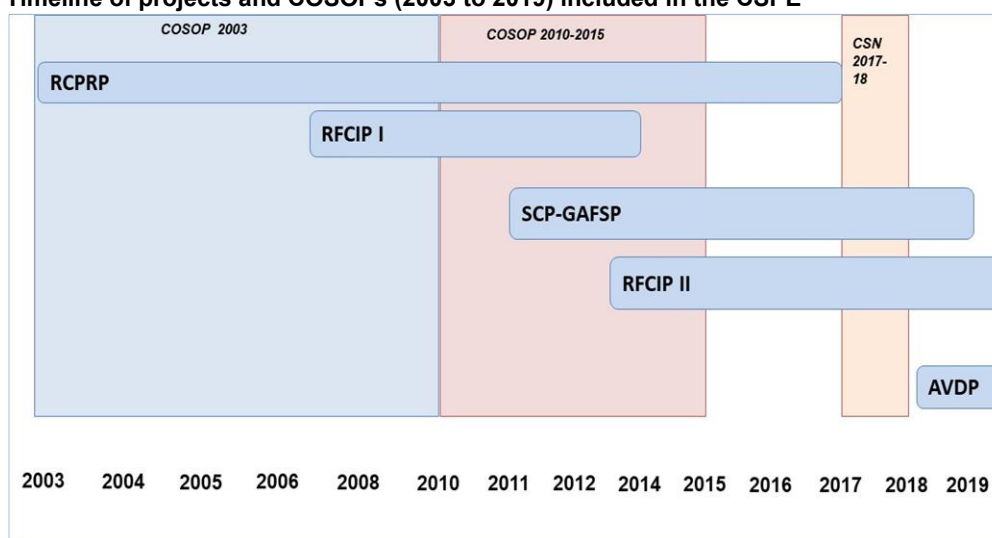 Timeline of projects and COSOPs (2003 to 2019) included in the CSPE
COSOP 2003
COSOP 2010-2015
CSN
2017-
18
RCPRP
RFCIP I
SCP-GAFSP
RFCIP II
AVDP
2003 2004 2005 2006 2008 2010 2011 2012 2014 2015 2016 2017 2018 2019